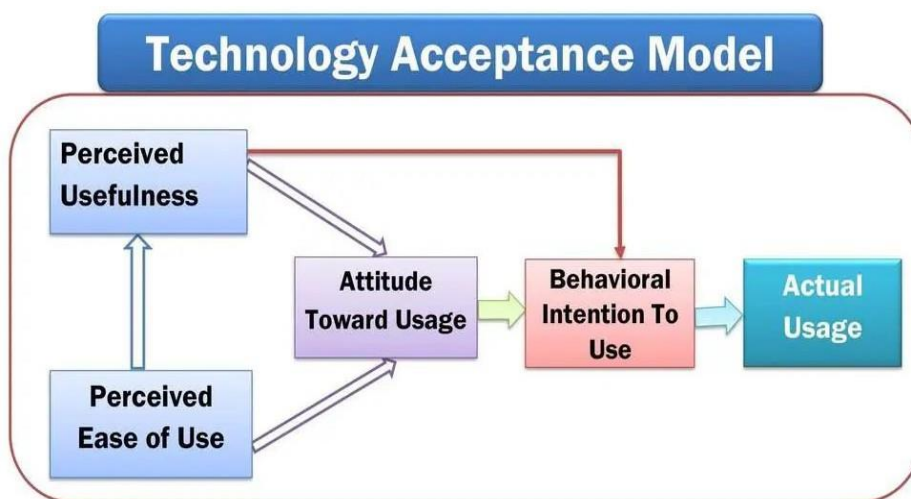 Technology Acceptance Model
Perceived
Usefulness
Attitude
Toward Usage
Behavioral
Intention To
Use
Actual
Usage
Perceived
Ease of Use